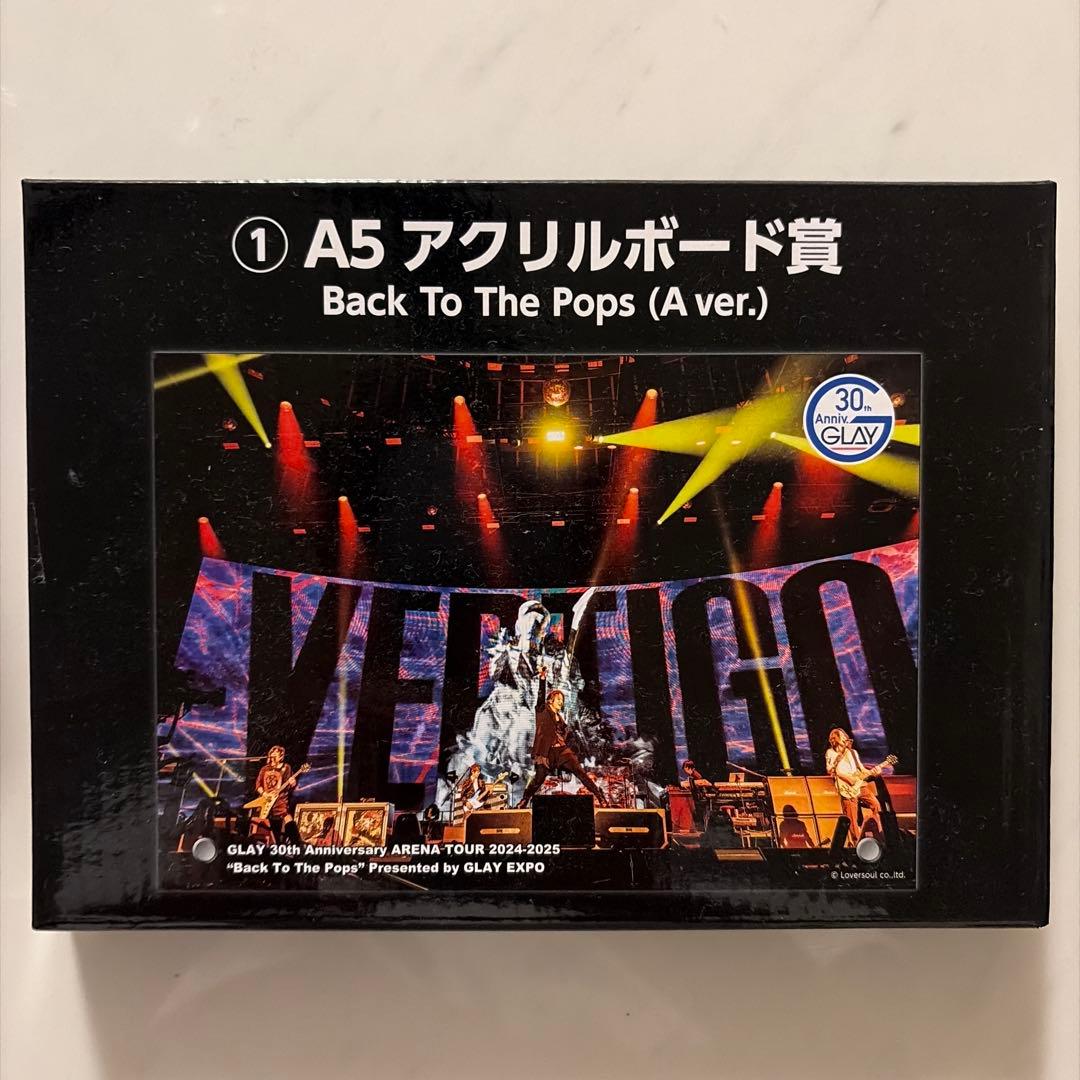 ① A5 アクリルボード賞
Back To The Pops (A ver.)
30th
Anniv.
GLAY
VERTIGO
GLAY 30th Anniversary ARENA TOUR 2024-2025
“Back To The Pops” Presented by GLAY EXPO
© Loversoul co.,ltd.